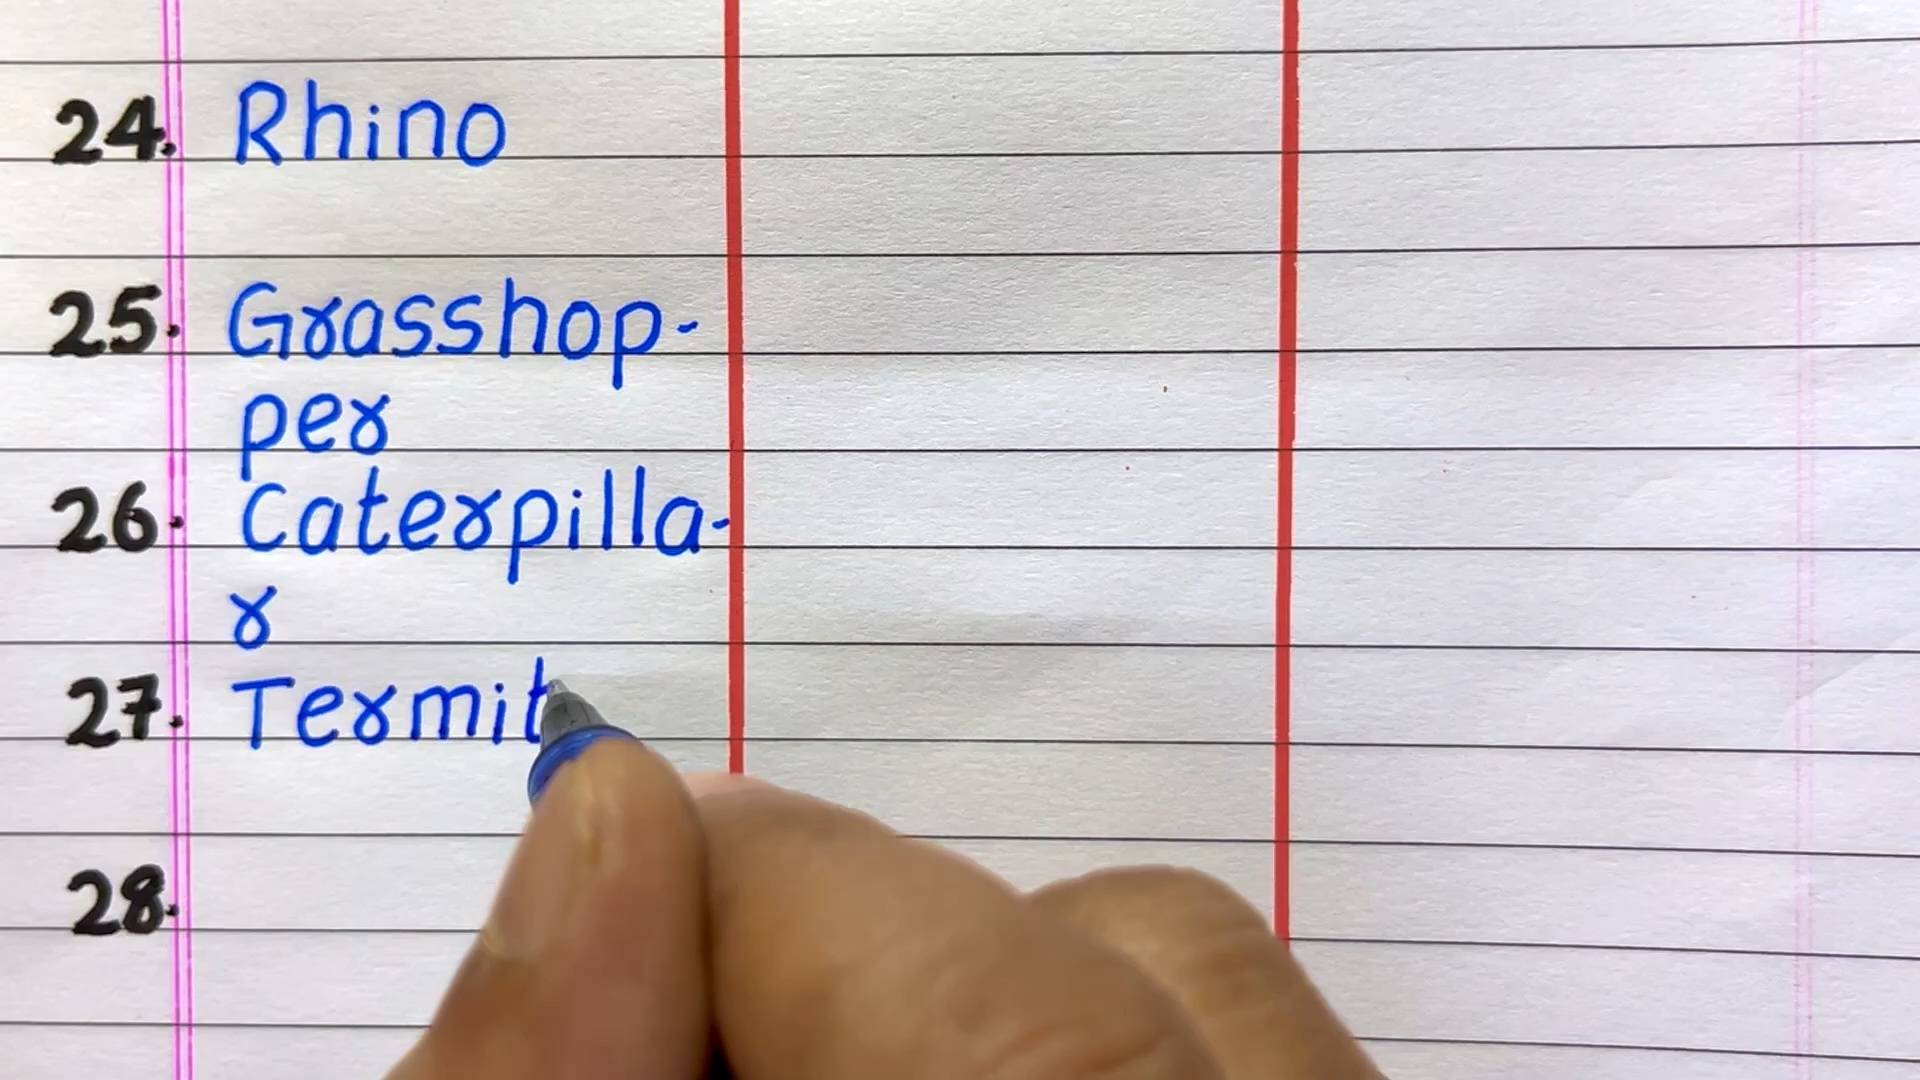 24. Rhino
25. Grasshop-
per
26. Caterpilla-
r
27. Termit
28.